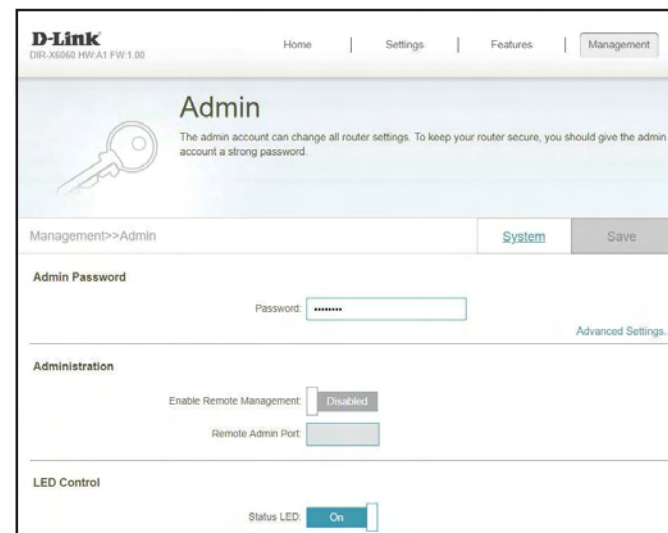 D-Link
DIR-X6060 HW:A1 FW:1.00
Home | Settings | Features | Management
Admin
The admin account can change all router settings. To keep your router secure, you should give the admin
account a strong password.
Management>>Admin
System
Save
Admin Password
Password: ••••••••
Advanced Settings..
Administration
Enable Remote Management: Disabled
Remote Admin Port:
LED Control
Status LED: On